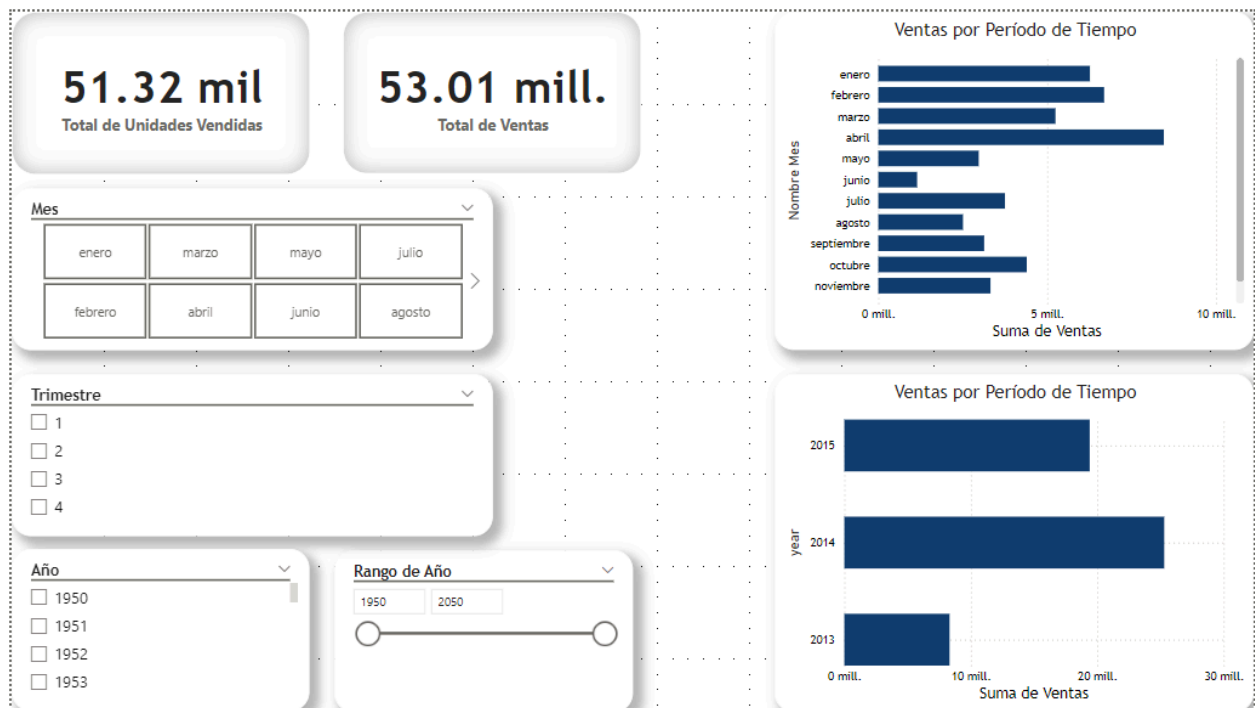 51.32 mil
Total de Unidades Vendidas
53.01 mill.
Total de Ventas
Mes
enero
marzo
mayo
julio
febrero
abril
junio
agosto
Trimestre
1
2
3
4
Año
1950
1951
1952
1953
Rango de Año
1950
2050
Ventas por Período de Tiempo
Nombre Mes
enero
febrero
marzo
abril
mayo
junio
julio
agosto
septiembre
octubre
noviembre
0 mill.
5 mill.
10 mill.
Suma de Ventas
Ventas por Período de Tiempo
year
2015
2014
2013
0 mill.
10 mill.
20 mill.
30 mill.
Suma de Ventas